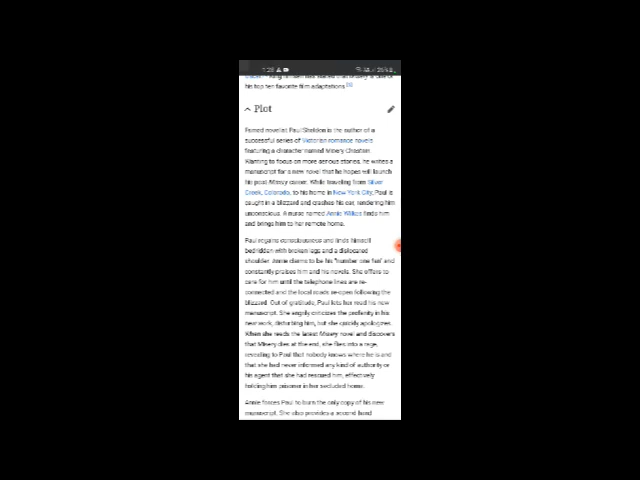 his top ten favorite film adaptations.
Plot
Famed novelist Paul Sheldon is the author of a
successful series of Victorian romance novels
featuring a character named Misery Chastain.
Wanting to focus on more serious stories, he writes a
manuscript for a new novel that he hopes will launch
his post-Misery career. While traveling from Silver
Creek, Colorado, to his home in New York City, Paul is
caught in a blizzard and crashes his car, rendering him
unconscious. A nurse named Annie Wilkes finds him
and brings him to her remote home.
Paul regains consciousness and finds himself
bedridden with broken legs and a dislocated
shoulder. Annie claims to be his "number one fan" and
constantly praises him and his novels. She offers to
care for him until the telephone lines are re-
connected and the local roads re-open following the
blizzard. Out of gratitude, Paul lets her read his new
manuscript. She angrily criticizes the profanity in his
new work, disturbing him, but she quickly apologizes.
When she reads the latest Misery novel and discovers
that Misery dies at the end, she flies into a rage,
revealing to Paul that nobody knows where he is and
that she had never informed any kind of authority or
his agent that she had rescued him, effectively
holding him prisoner in her secluded home.
Annie forces Paul to burn the only copy of his new
manuscript. She also provides a second hand